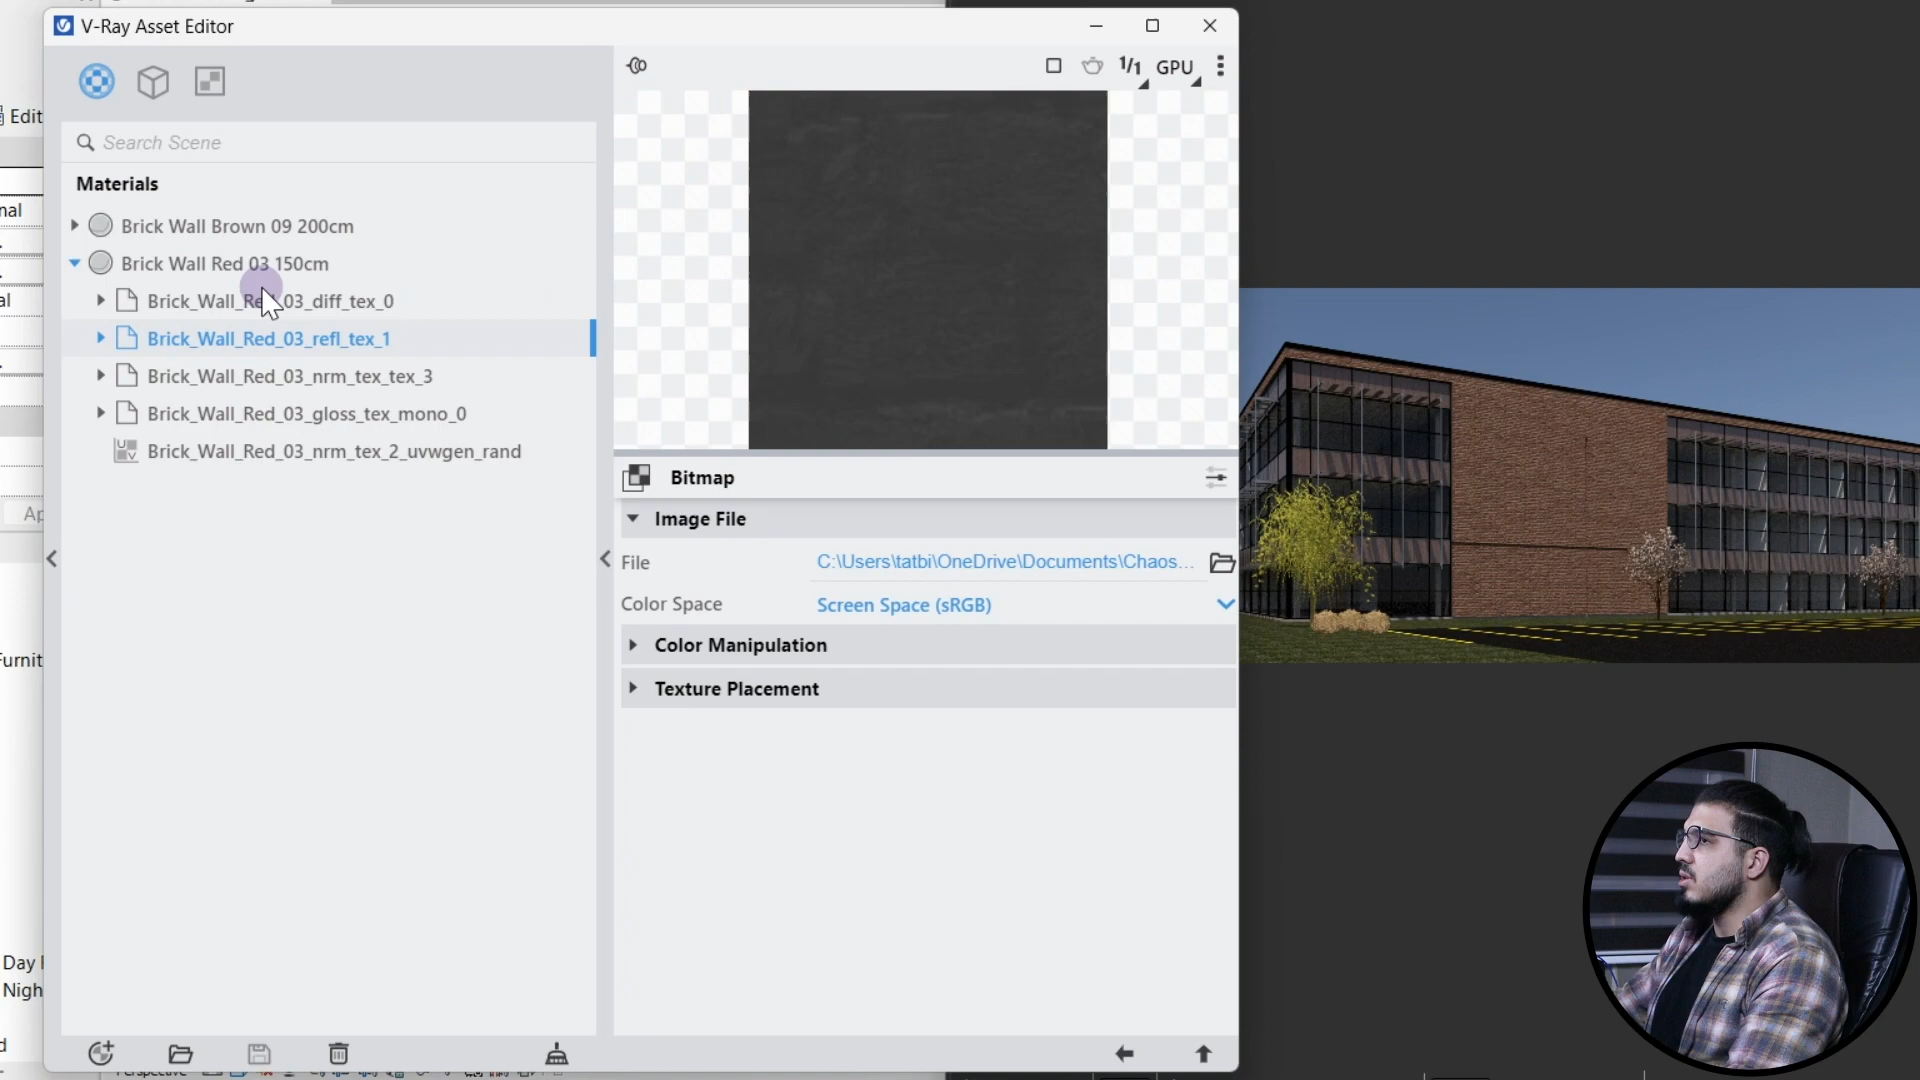 V-Ray Asset Editor
Edit
1/1 GPU
Search Scene
Materials
nal
Brick Wall Brown 09 200cm
Brick Wall Red 03 150cm
al
Brick_Wall_Red_03_diff_tex_0
Brick_Wall_Red_03_refl_tex_1
Brick_Wall_Red_03_nrm_tex_tex_3
Brick_Wall_Red_03_gloss_tex_mono_0
Brick_Wall_Red_03_nrm_tex_2_uvwgen_rand
Bitmap
Ap
Image File
File C:\Users\tatbi\OneDrive\Documents\Chaos...
Color Space Screen Space (sRGB)
Color Manipulation
Furnit
Texture Placement
Day
Nigh
d
Perspective